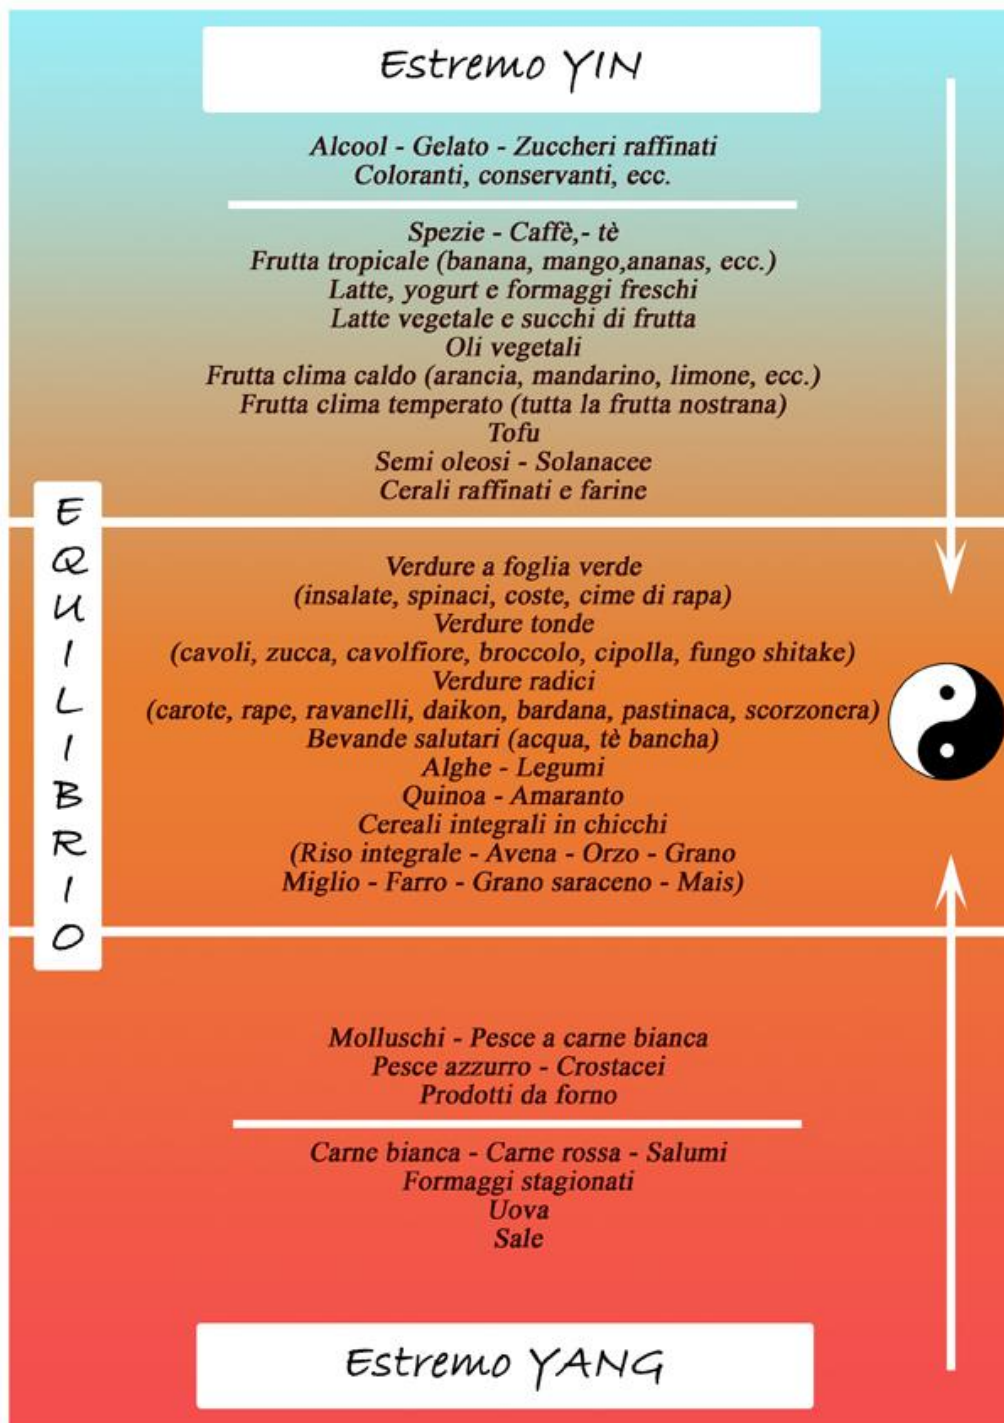 Estremo YIN
Alcool - Gelato - Zuccheri raffinati
Coloranti, conservanti, ecc.
Spezie - Caffè,- tè
Frutta tropicale (banana, mango,ananas, ecc.)
Latte, yogurt e formaggi freschi
Latte vegetale e succhi di frutta
Oli vegetali
Frutta clima caldo (arancia, mandarino, limone, ecc.)
Frutta clima temperato (tutta la frutta nostrana)
Tofu
Semi oleosi - Solanacee
Cerali raffinati e farine
EQUILIBRIO
Verdure a foglia verde
(insalate, spinaci, coste, cime di rapa)
Verdure tonde
(cavoli, zucca, cavolfiore, broccolo, cipolla, fungo shitake)
Verdure radici
(carote, rape, ravanelli, daikon, bardana, pastinaca, scorzonera)
Bevande salutari (acqua, tè bancha)
Alghe - Legumi
Quinoa - Amaranto
Cereali integrali in chicchi
(Riso integrale - Avena - Orzo - Grano
Miglio - Farro - Grano saraceno - Mais)
Molluschi - Pesce a carne bianca
Pesce azzurro - Crostacei
Prodotti da forno
Carne bianca - Carne rossa - Salumi
Formaggi stagionati
Uova
Sale
Estremo YANG